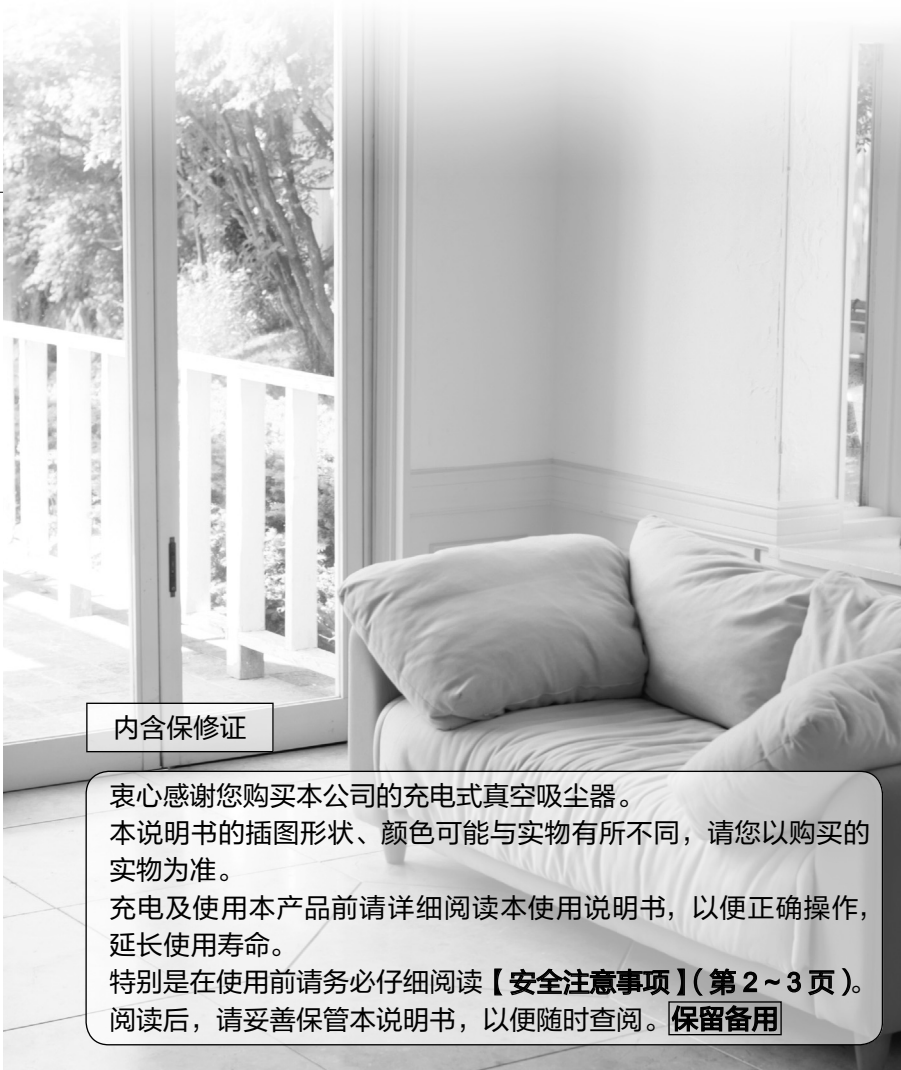 内含保修证
衷心感谢您购买本公司的充电式真空吸尘器。
本说明书的插图形状、颜色可能与实物有所不同，请您以购买的
实物为准。
充电及使用本产品前请详细阅读本使用说明书，以便正确操作，
延长使用寿命。
特别是在使用前请务必仔细阅读【安全注意事项】（第2～3页）。
阅读后，请妥善保管本说明书，以便随时查阅。保留备用